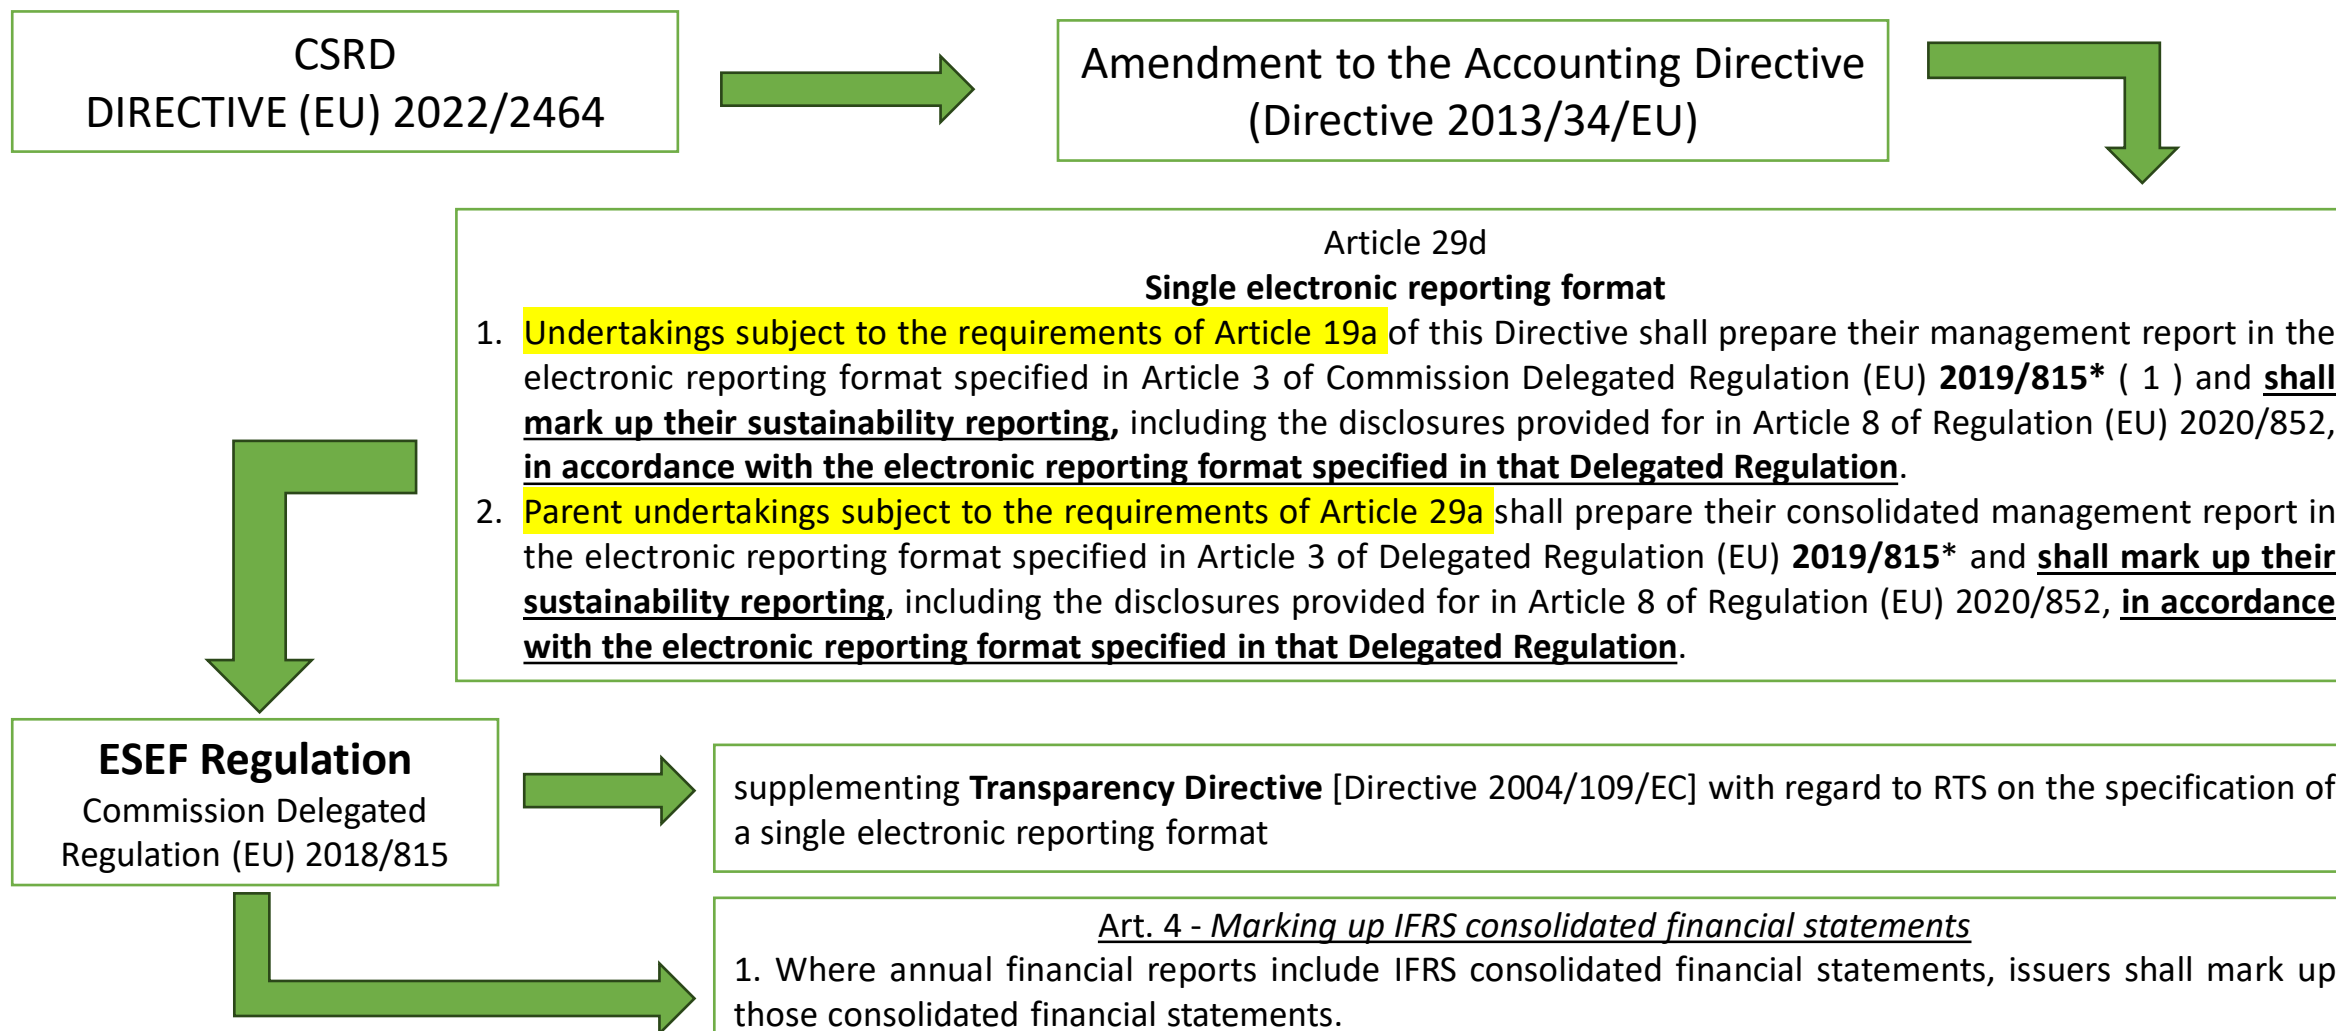 CSRD
DIRECTIVE (EU) 2022/2464
Amendment to the Accounting Directive
(Directive 2013/34/EU)
Article 29d
Single electronic reporting format
1. Undertakings subject to the requirements of Article 19a of this Directive shall prepare their management report in the
electronic reporting format specified in Article 3 of Commission Delegated Regulation (EU) 2019/815* ( 1 ) and shall
mark up their sustainability reporting, including the disclosures provided for in Article 8 of Regulation (EU) 2020/852,
in accordance with the electronic reporting format specified in that Delegated Regulation.
2. Parent undertakings subject to the requirements of Article 29a shall prepare their consolidated management report in
the electronic reporting format specified in Article 3 of Delegated Regulation (EU) 2019/815* and shall mark up their
sustainability reporting, including the disclosures provided for in Article 8 of Regulation (EU) 2020/852, in accordance
with the electronic reporting format specified in that Delegated Regulation.
ESEF Regulation
Commission Delegated
Regulation (EU) 2018/815
supplementing Transparency Directive [Directive 2004/109/EC] with regard to RTS on the specification of
a single electronic reporting format
Art. 4 - Marking up IFRS consolidated financial statements
1. Where annual financial reports include IFRS consolidated financial statements, issuers shall mark up
those consolidated financial statements.